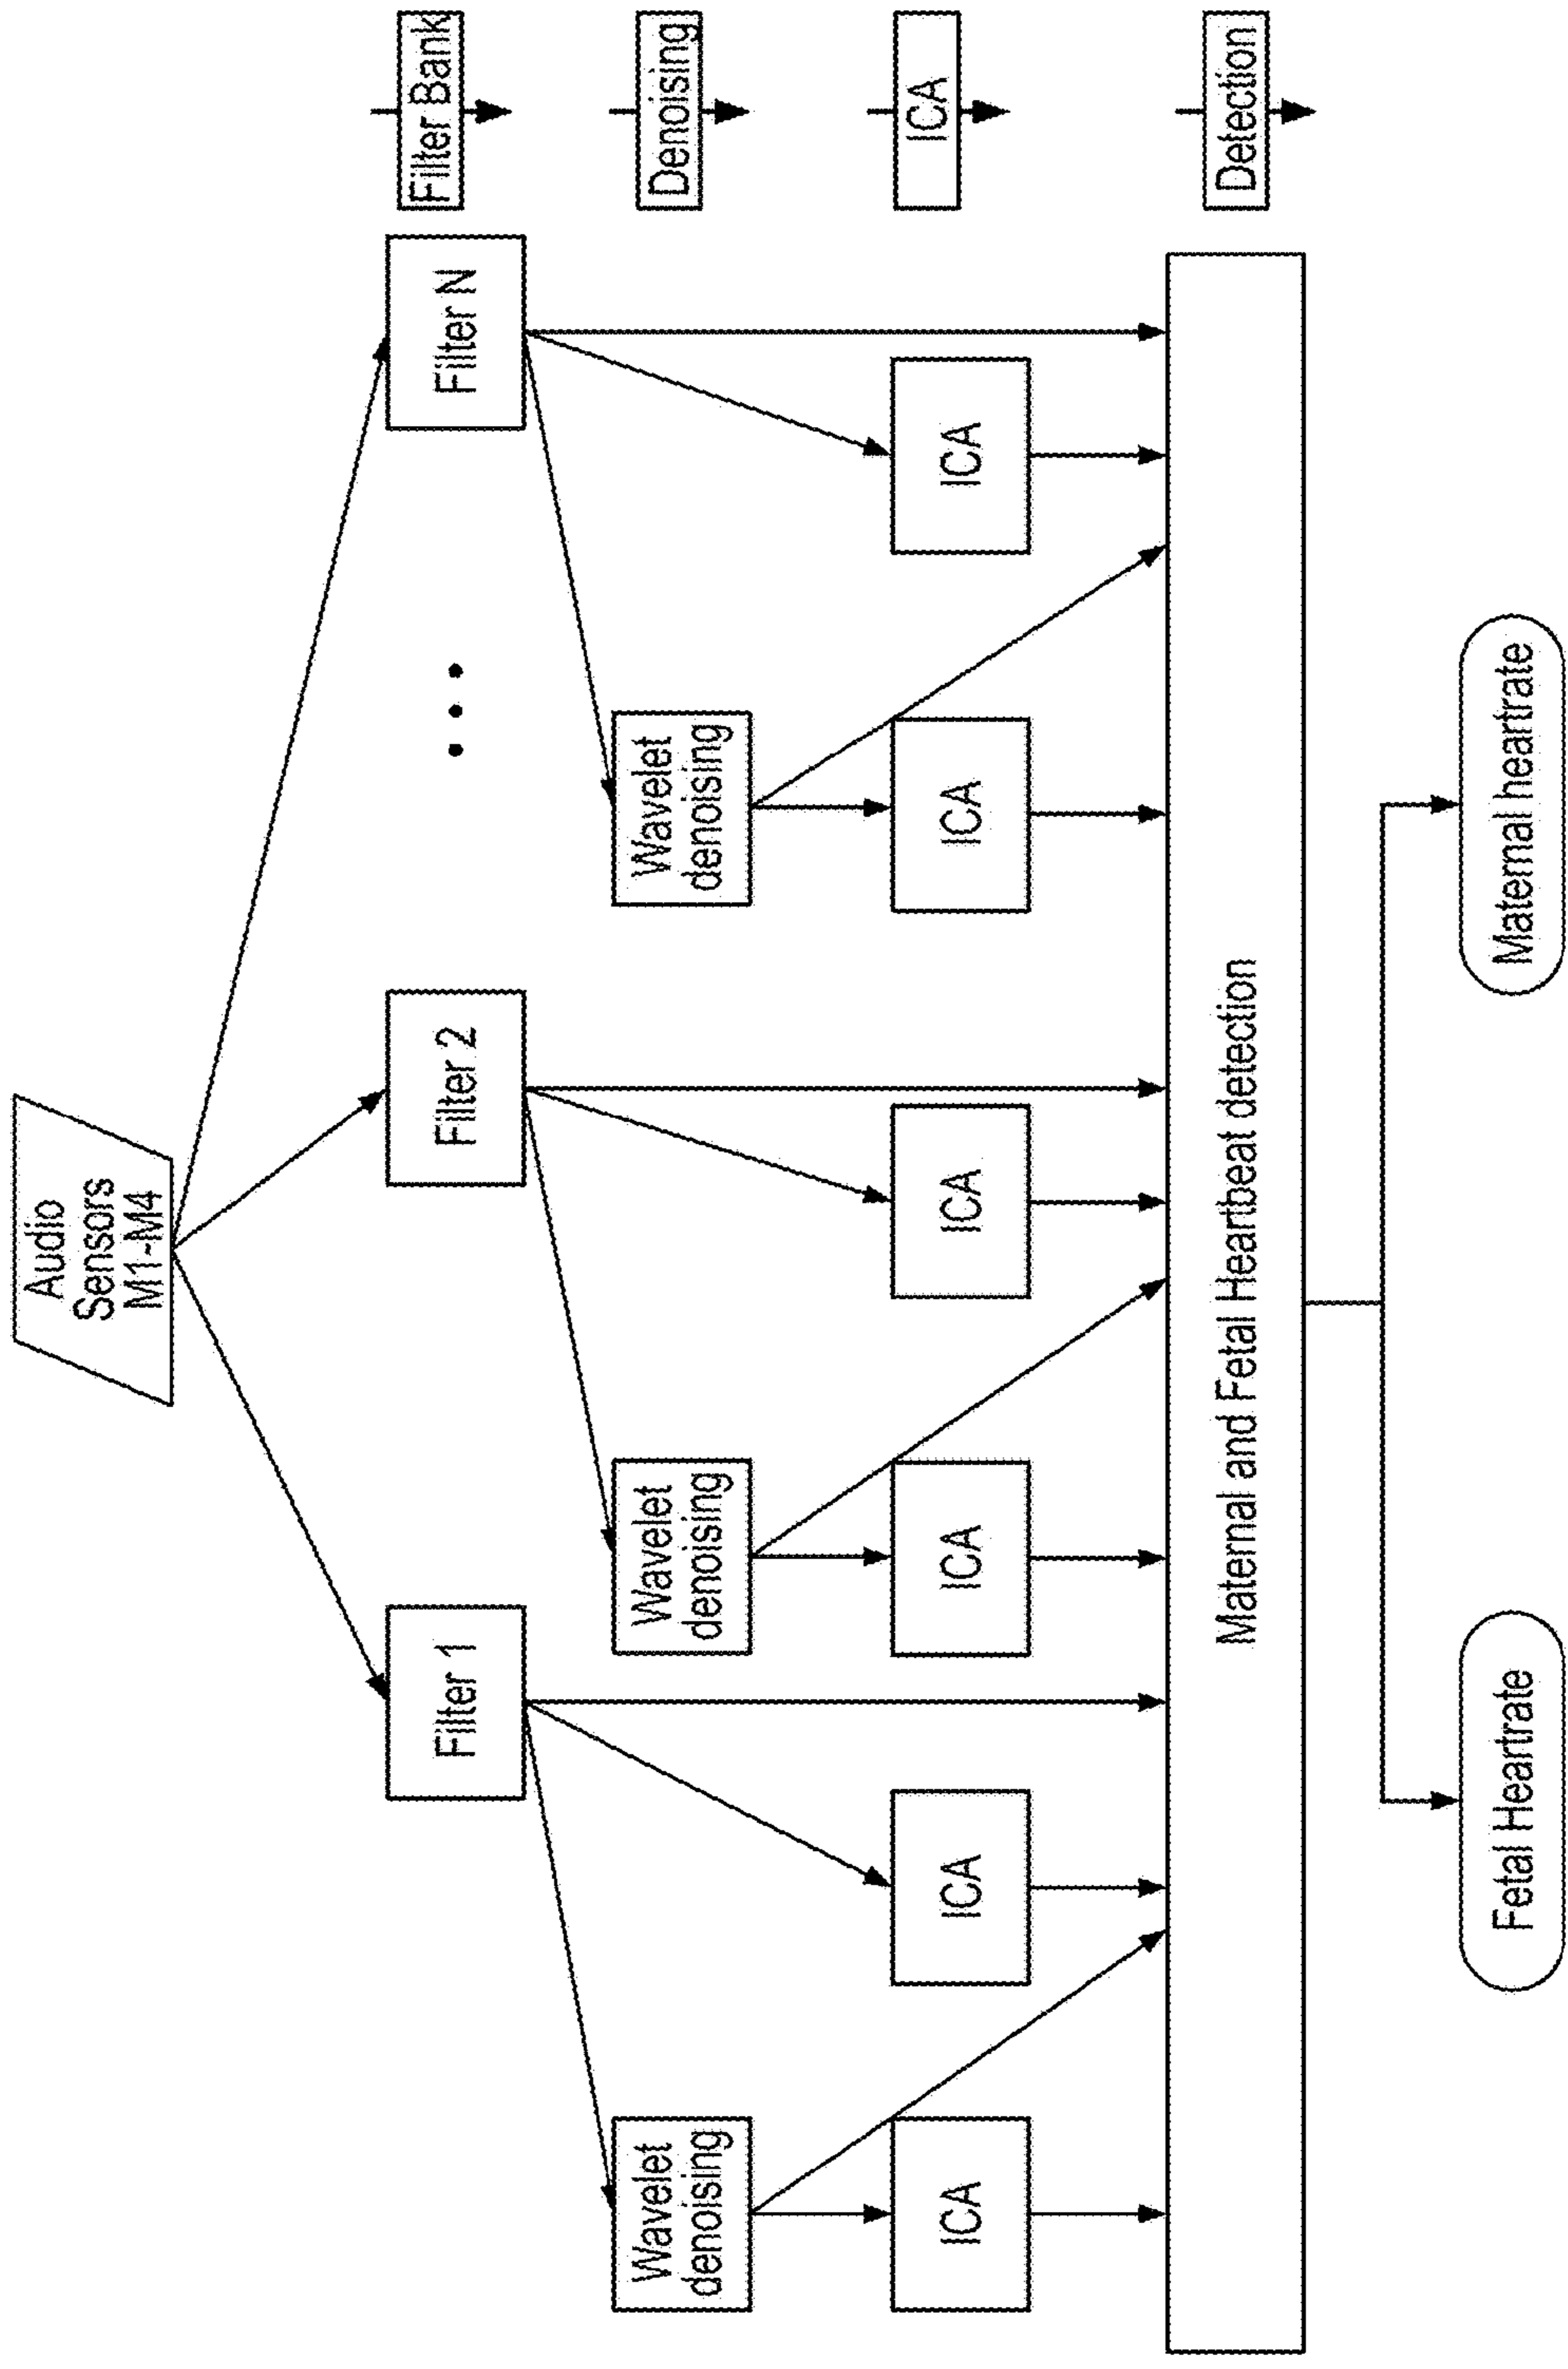 Audio
Sensors
M1-M4
Filter 1
Filter 2
Filter N
Filter Bank
Wavelet
denoising
Wavelet
denoising
Wavelet
denoising
Denoising
ICA
ICA
ICA
ICA
ICA
ICA
ICA
Maternal and Fetal Heartbeat detection
Detection
Fetal Heartrate
Maternal heartrate